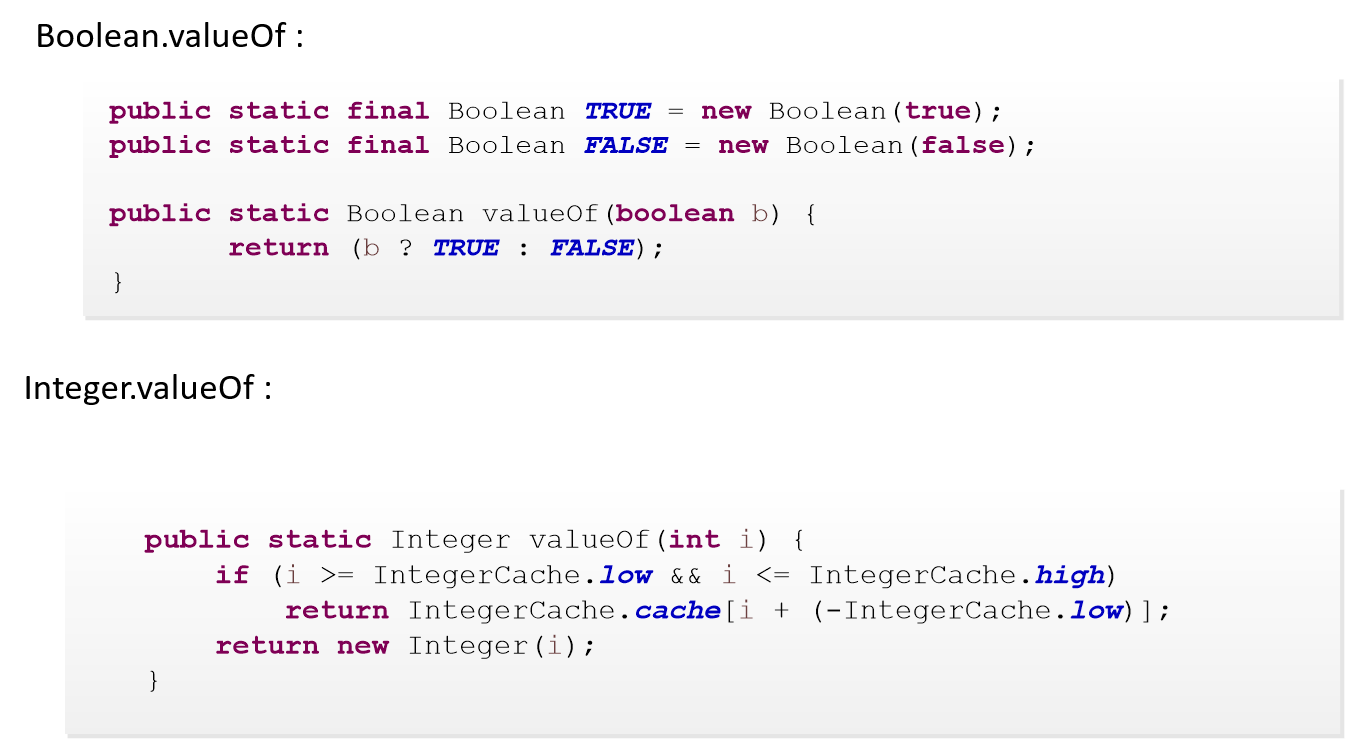 Boolean.valueOf :
public static final Boolean TRUE = new Boolean(true);
public static final Boolean FALSE = new Boolean(false);
public static Boolean valueOf(boolean b) {
return (b ? TRUE : FALSE);
}
Integer.valueOf :
public static Integer valueOf(int i) {
if (i >= IntegerCache.low && i <= IntegerCache.high)
return IntegerCache.cache[i + (-IntegerCache.low)];
return new Integer(i);
}